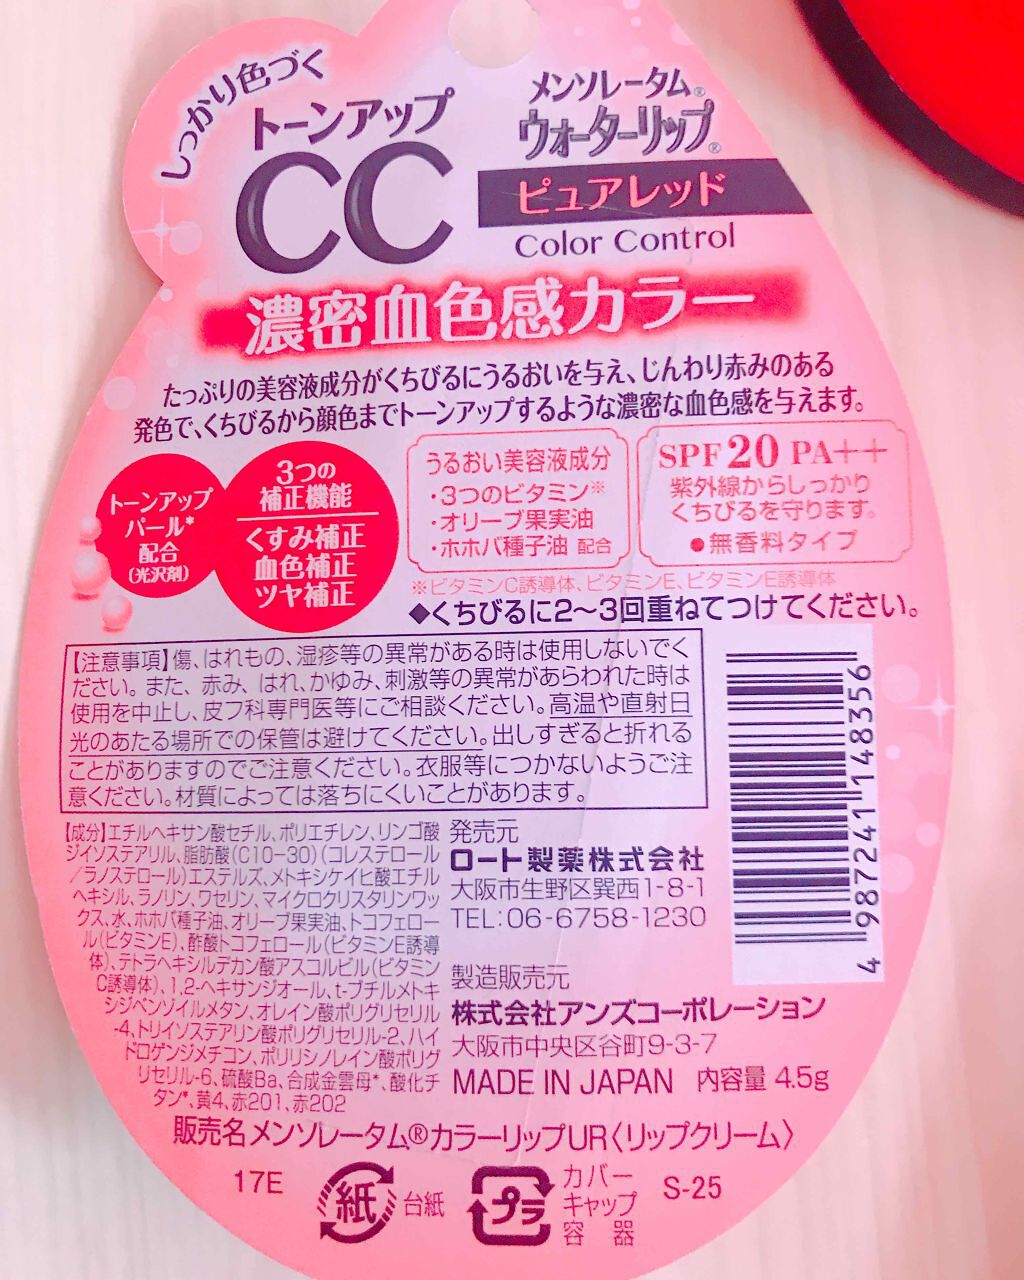 しっかり色づく
トーンアップ
CC
メンソレータム®
ウォーターリップ®
ピュアレッド
Color Control
濃密血色感カラー
たっぷりの美容液成分がくちびるにうるおいを与え、じんわり赤みのある
発色で、くちびるから顔色までトーンアップするような濃密な血色感を与えます。
トーンアップ
パール*
配合
(光沢剤)
3つの
補正機能
くすみ補正
血色補正
ツヤ補正
うるおい美容液成分
・3つのビタミン※
・オリーブ果実油
・ホホバ種子油 配合
SPF20 PA++
紫外線からしっかり
くちびるを守ります。
●無香料タイプ
※ビタミンC誘導体、ビタミンE、ビタミンE誘導体
◆くちびるに2〜3回重ねてつけてください。
【注意事項】傷、はれもの、湿疹等の異常がある時は使用しないでく
ださい。また、赤み、はれ、かゆみ、刺激等の異常があらわれた時は
使用を中止し、皮フ科専門医等にご相談ください。高温や直射日
光のあたる場所での保管は避けてください。出しすぎると折れる
ことがありますのでご注意ください。衣服等につかないようご注
意ください。材質によっては落ちにくいことがあります。
【成分】エチルヘキサン酸セチル、ポリエチレン、リンゴ酸
ジイソステアリル、脂肪酸(C10-30)(コレステロール
/ラノステロール)エステルズ、メトキシケイヒ酸エチル
ヘキシル、ラノリン、ワセリン、マイクロクリスタリンワッ
クス、水、ホホバ種子油、オリーブ果実油、トコフェロー
ル(ビタミンE)、酢酸トコフェロール(ビタミンE誘導
体)、テトラヘキシルデカン酸アスコルビル(ビタミン
C誘導体)、1,2-ヘキサンジオール、t-ブチルメトキ
シジベンゾイルメタン、オレイン酸ポリグリセリル
-4、トリイソステアリン酸ポリグリセリル-2、ハイ
ドロゲンジメチコン、ポリリシノレイン酸ポリグ
リセリル-6、硫酸Ba、合成金雲母*、酸化チ
タン*、黄4、赤201、赤202
発売元
ロート製薬株式会社
大阪市生野区巽西1-8-1
TEL:06-6758-1230
製造販売元
株式会社アンズコーポレーション
大阪市中央区谷町9-3-7
MADE IN JAPAN 内容量 4.5g
4 987241 148356
販売名メンソレータム®カラーリップUR〈リップクリーム〉
17E
紙
台紙
プラ
カバー
キャップ
容器
S-25